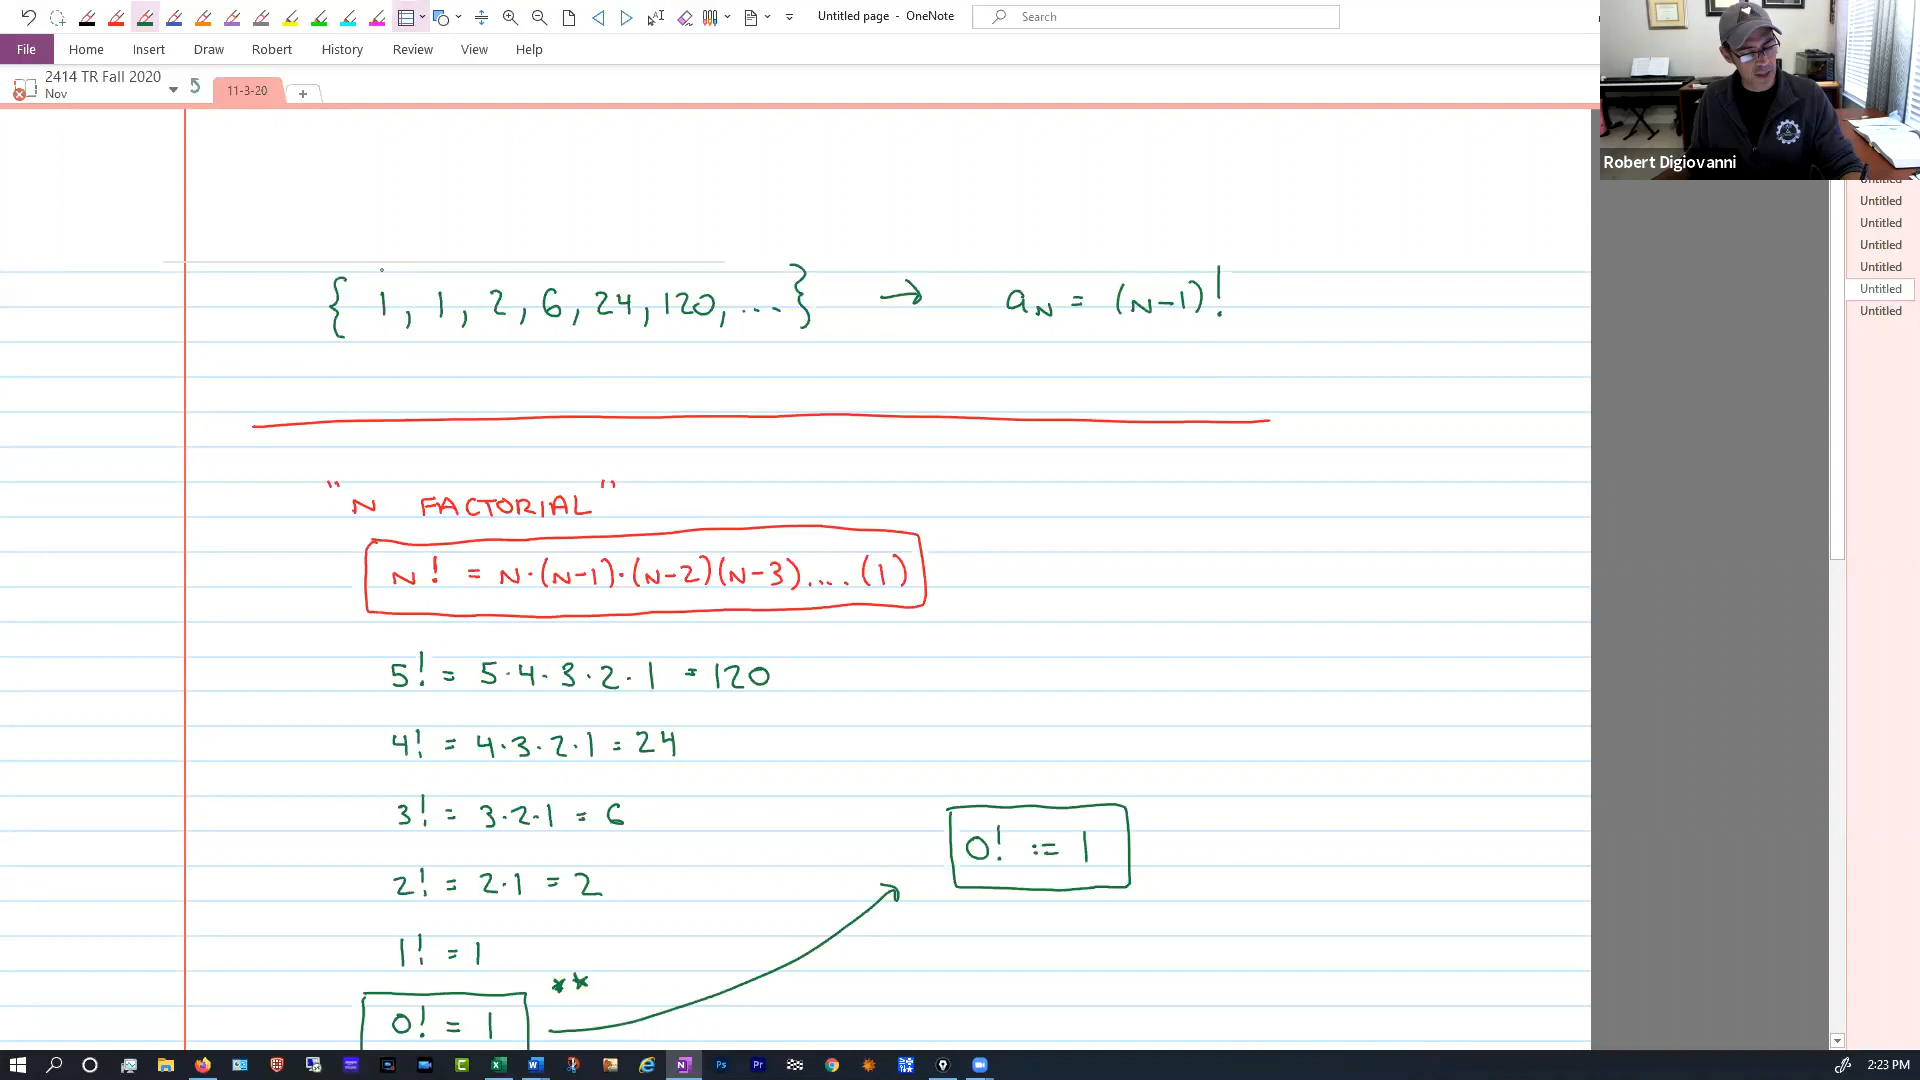 Untitled page - OneNote
Search
File Home Insert Draw Robert History Review View Help
2414 TR Fall 2020
Nov
11-3-20
Robert Digiovanni
Untitled
Untitled
Untitled
Untitled
Untitled
Untitled
{ 1, 1, 2, 6, 24, 120, ... } → a_N = (N-1)!
"N FACTORIAL"
N! = N·(N-1)·(N-2)(N-3)....(1)
5! = 5·4·3·2·1 = 120
4! = 4·3·2·1 = 24
3! = 3·2·1 = 6
0! := 1
2! = 2·1 = 2
1! = 1
**
0! = 1
2:23 PM